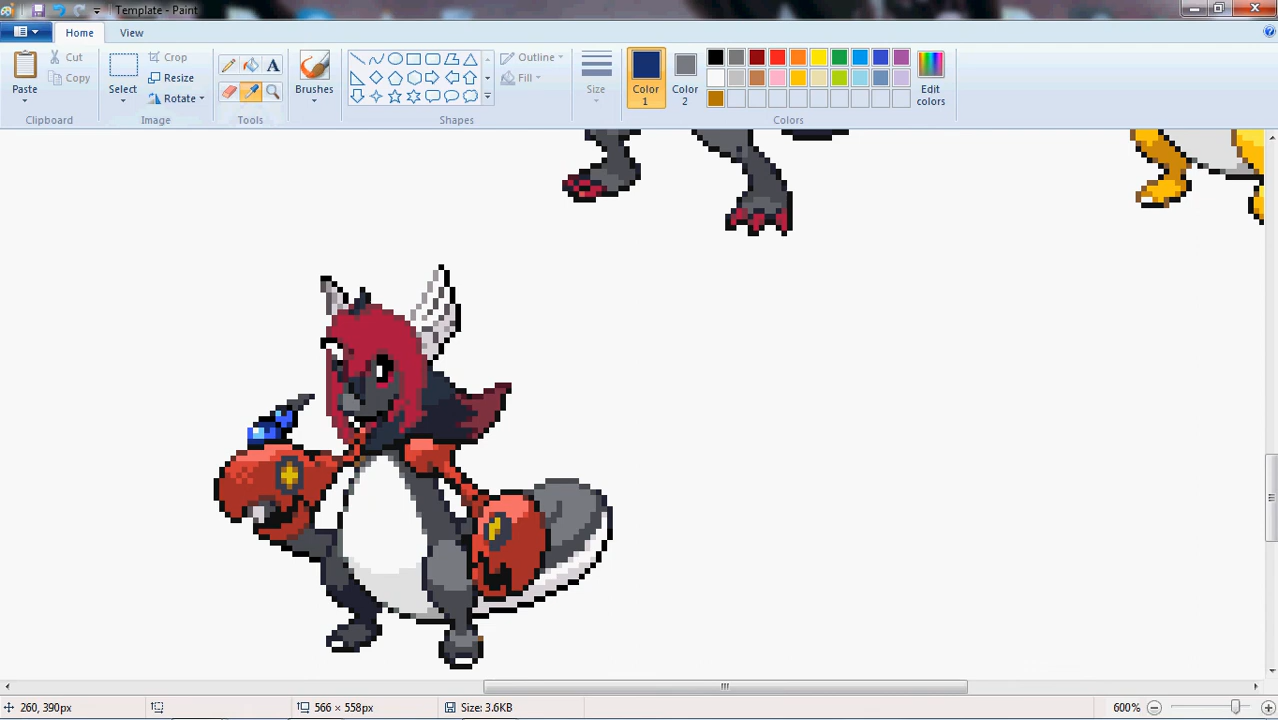 Template - Paint
Home View
Paste Cut Copy
Clipboard
Select Crop Resize Rotate
Image
A
Tools
Brushes
Outline Fill
Shapes
Size
Color 1
Color 2
Edit colors
Colors
260, 390px
566 × 558px
Size: 3.6KB
600%